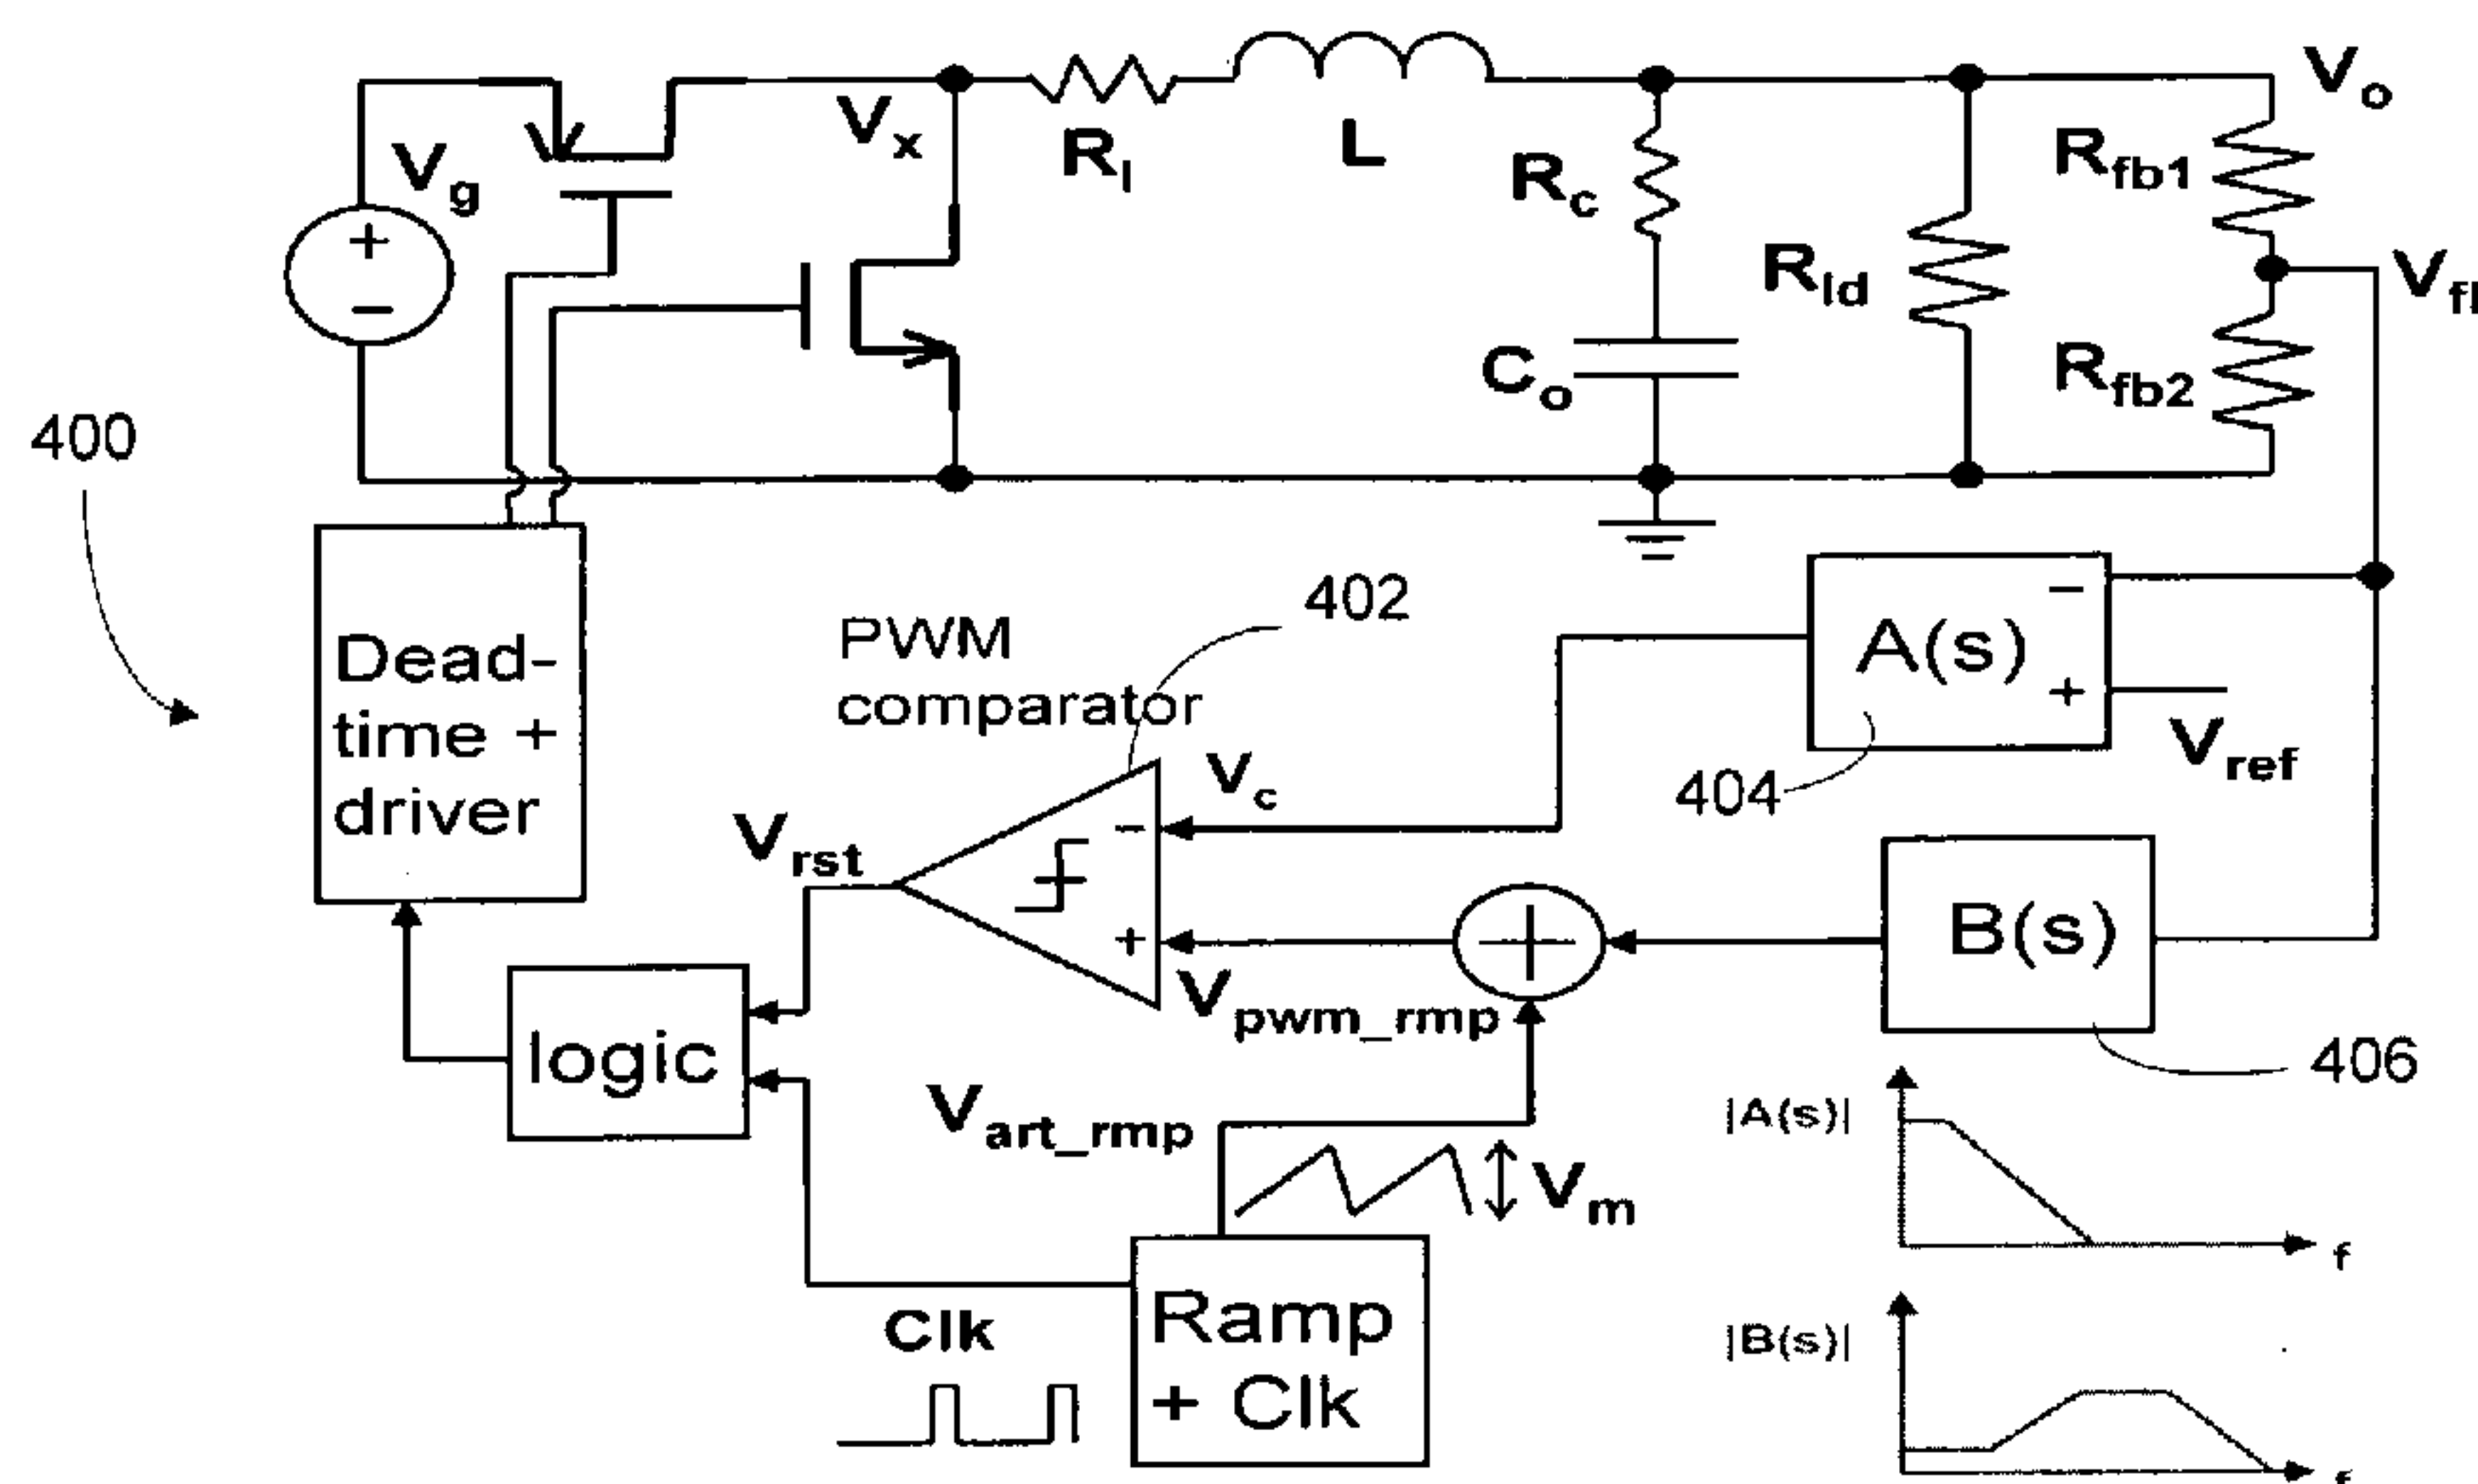 Vg
Vx
Rl
L
Rc
Co
Rld
Rfb1
Rfb2
Vo
400
Dead-
time +
driver
PWM
comparator
402
A(s)
-
+
Vref
404
Vc
-
+
Vrst
Vpwm_rmp
B(s)
406
logic
Vart_rmp
Vm
Clk
Ramp
+ Clk
|A(s)|
f
|B(s)|